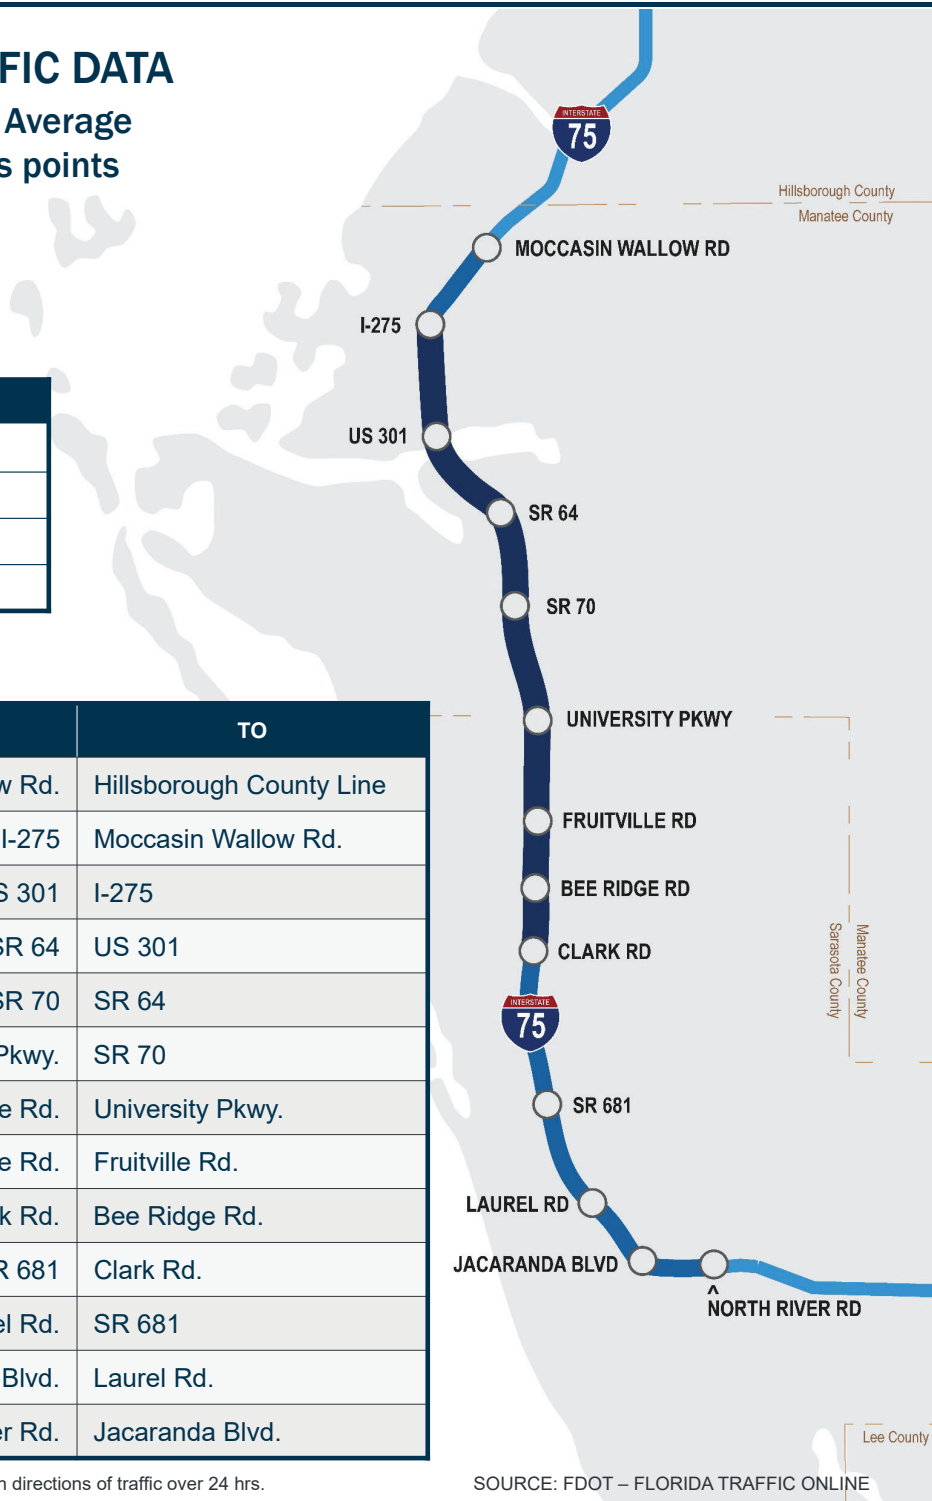 FFIC DATA
Average
s points
INTERSTATE
75
Hillsborough County
Manatee County
MOCCASIN WALLOW RD
I-275
US 301
SR 64
SR 70
UNIVERSITY PKWY
FRUITVILLE RD
BEE RIDGE RD
CLARK RD
Sarasota County
Manatee County
INTERSTATE
75
SR 681
LAUREL RD
JACARANDA BLVD
^
NORTH RIVER RD
Lee County
TO
w Rd. Hillsborough County Line
I-275 Moccasin Wallow Rd.
S 301 I-275
SR 64 US 301
SR 70 SR 64
Pkwy. SR 70
e Rd. University Pkwy.
e Rd. Fruitville Rd.
k Rd. Bee Ridge Rd.
R 681 Clark Rd.
el Rd. SR 681
Blvd. Laurel Rd.
er Rd. Jacaranda Blvd.
h directions of traffic over 24 hrs.
SOURCE: FDOT – FLORIDA TRAFFIC ONLINE